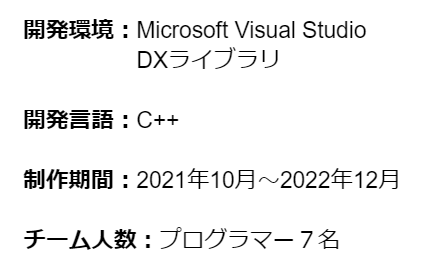 開発環境：Microsoft Visual Studio
DXライブラリ
開発言語：C++
制作期間：2021年10月～2022年12月
チーム人数：プログラマー７名